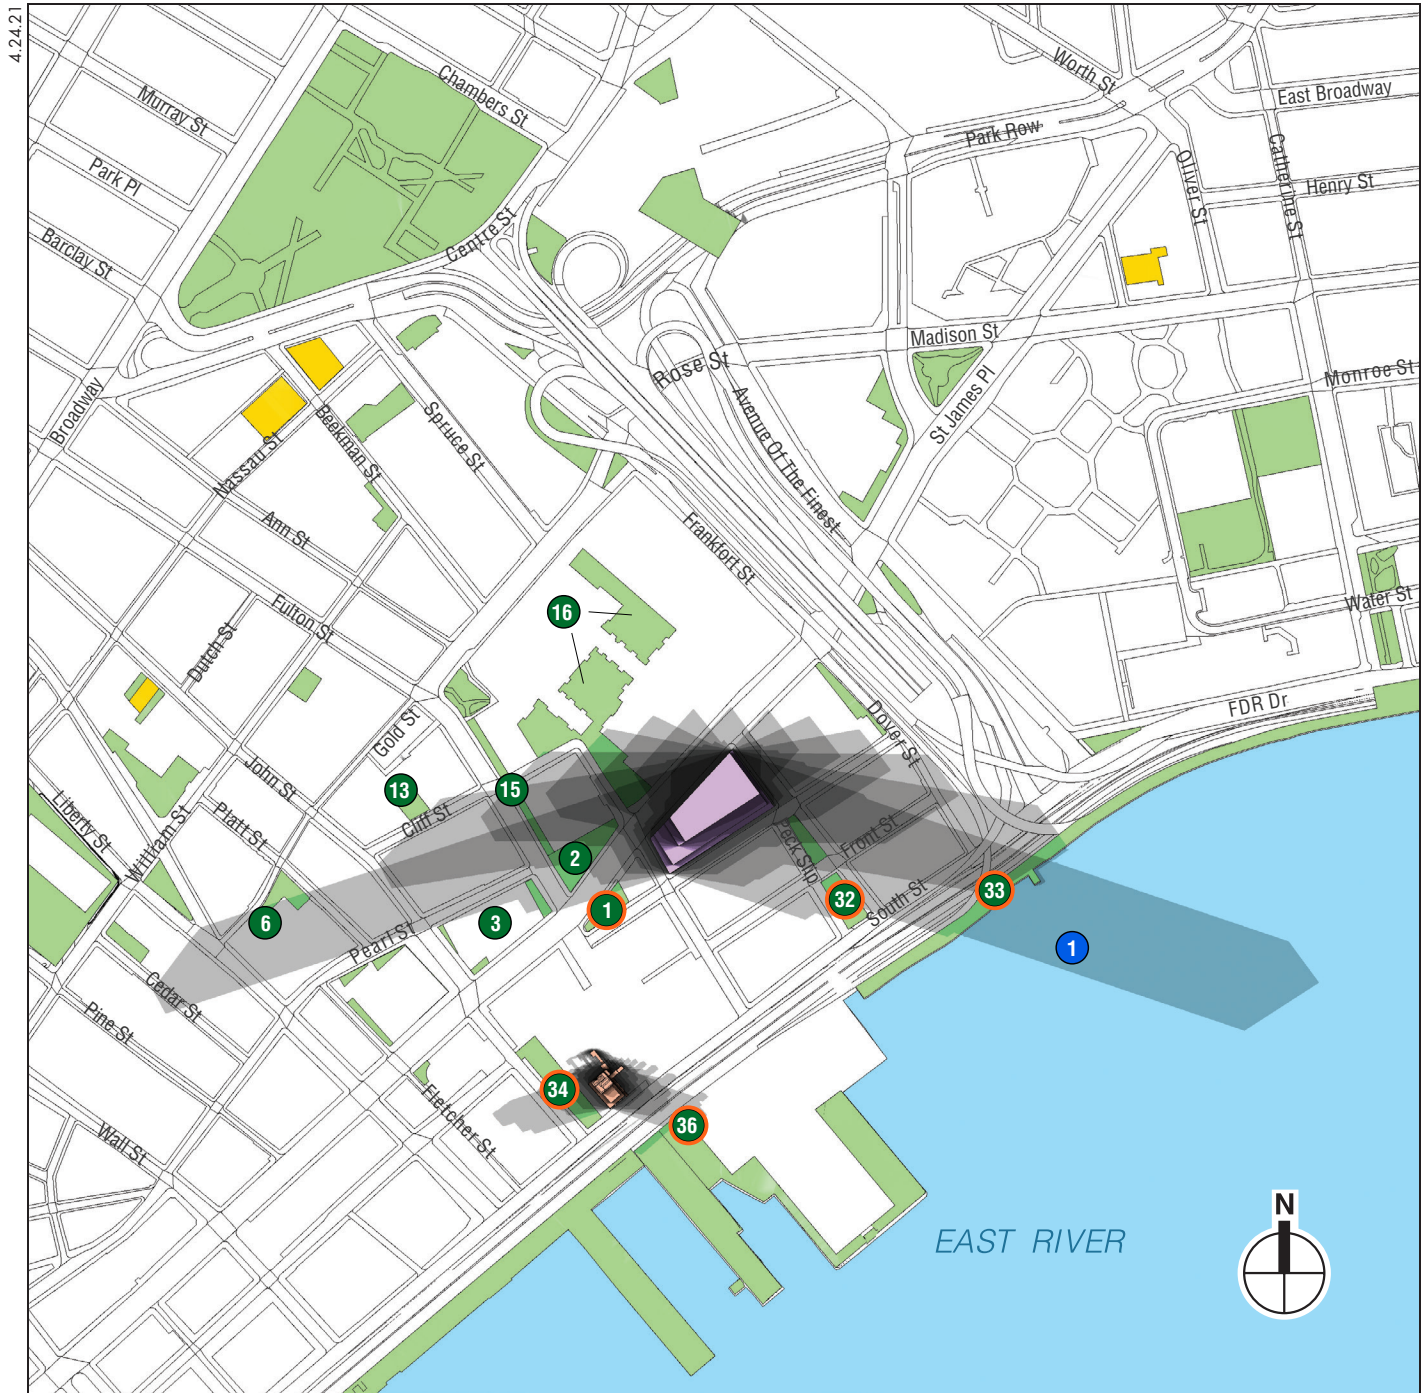 4.24.21
Worth St
Chambers St
Murray St
East Broadway
Park Row
Catherine St
Oliver St
Park Pl
Henry St
Centre St
Barclay St
Madison St
Rose St
Monroe St
St James Pl
Broadway
Beekman St
Spruce St
Avenue Of The Finest
Nassau St
Ann St
Frankfort St
Fulton St
Water St
16
Dutch St
FDR Dr
Gold St
Dover St
John St
13
15
Liberty St
Cliff St
Platt St
William St
Front St
Peck Slip
2
33
32
South St
1
6
3
Pearl St
1
Cedar St
Pine St
34
Fletcher St
36
Wall St
N
EAST RIVER